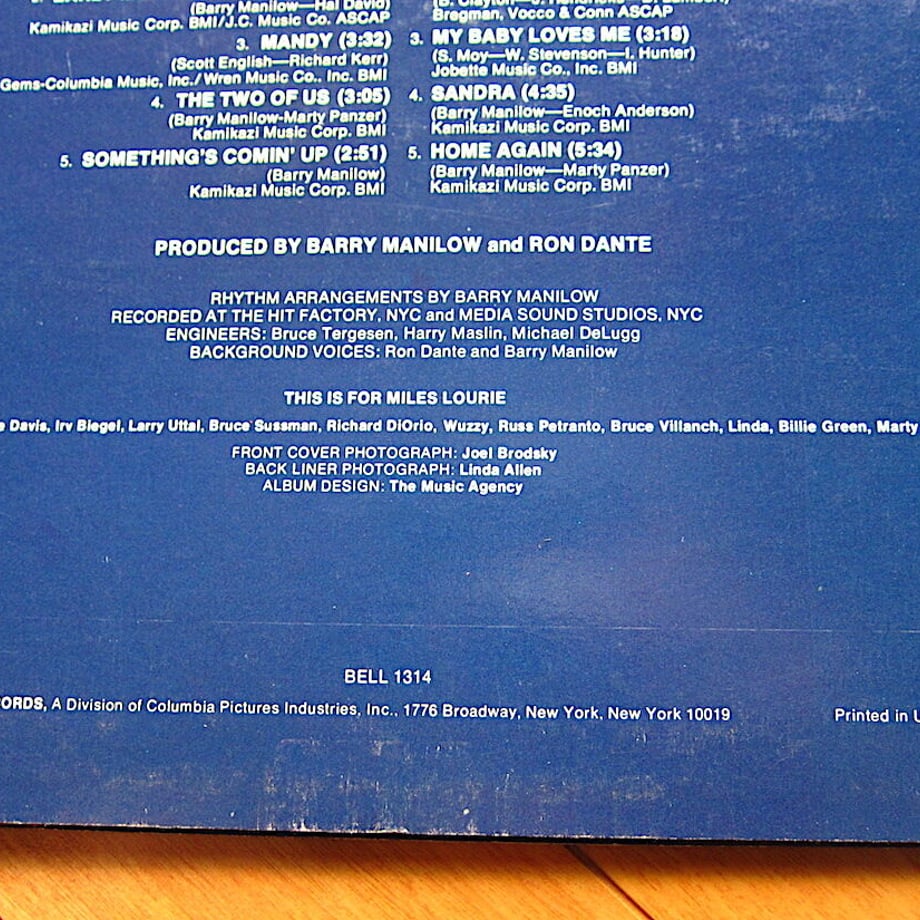 (Barry Manilow—Hal David)
Kamikazi Music Corp. BMI/J.C. Music Co. ASCAP
3. MANDY (3:32)
(Scott English—Richard Kerr)
Gems-Columbia Music, Inc./Wren Music Co., Inc. BMI
4. THE TWO OF US (3:05)
(Barry Manilow-Marty Panzer)
Kamikazi Music Corp. BMI
5. SOMETHING'S COMIN' UP (2:51)
(Barry Manilow)
Kamikazi Music Corp. BMI
Bregman, Vocco & Conn ASCAP
3. MY BABY LOVES ME (3:18)
(S. Moy—W. Stevenson—I. Hunter)
Jobette Music Co., Inc. BMI
4. SANDRA (4:35)
(Barry Manilow—Enoch Anderson)
Kamikazi Music Corp. BMI
5. HOME AGAIN (5:34)
(Barry Manilow—Marty Panzer)
Kamikazi Music Corp. BMI
PRODUCED BY BARRY MANILOW and RON DANTE
RHYTHM ARRANGEMENTS BY BARRY MANILOW
RECORDED AT THE HIT FACTORY, NYC and MEDIA SOUND STUDIOS, NYC
ENGINEERS: Bruce Tergesen, Harry Maslin, Michael DeLugg
BACKGROUND VOICES: Ron Dante and Barry Manilow
THIS IS FOR MILES LOURIE
e Davis, Irv Biegel, Larry Uttal, Bruce Sussman, Richard DiOrio, Wuzzy, Russ Petranto, Bruce Villanch, Linda, Billie Green, Marty
FRONT COVER PHOTOGRAPH: Joel Brodsky
BACK LINER PHOTOGRAPH: Linda Allen
ALBUM DESIGN: The Music Agency
BELL 1314
ORDS, A Division of Columbia Pictures Industries, Inc., 1776 Broadway, New York, New York 10019
Printed in U